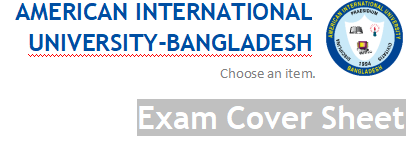 AMERICAN INTERNATIONAL
UNIVERSITY-BANGLADESH
AMERICAN INTERNATIONAL UNIVERSITY
PRAESIDIUM
1994
BANGLADESH
Choose an item.
Exam Cover Sheet